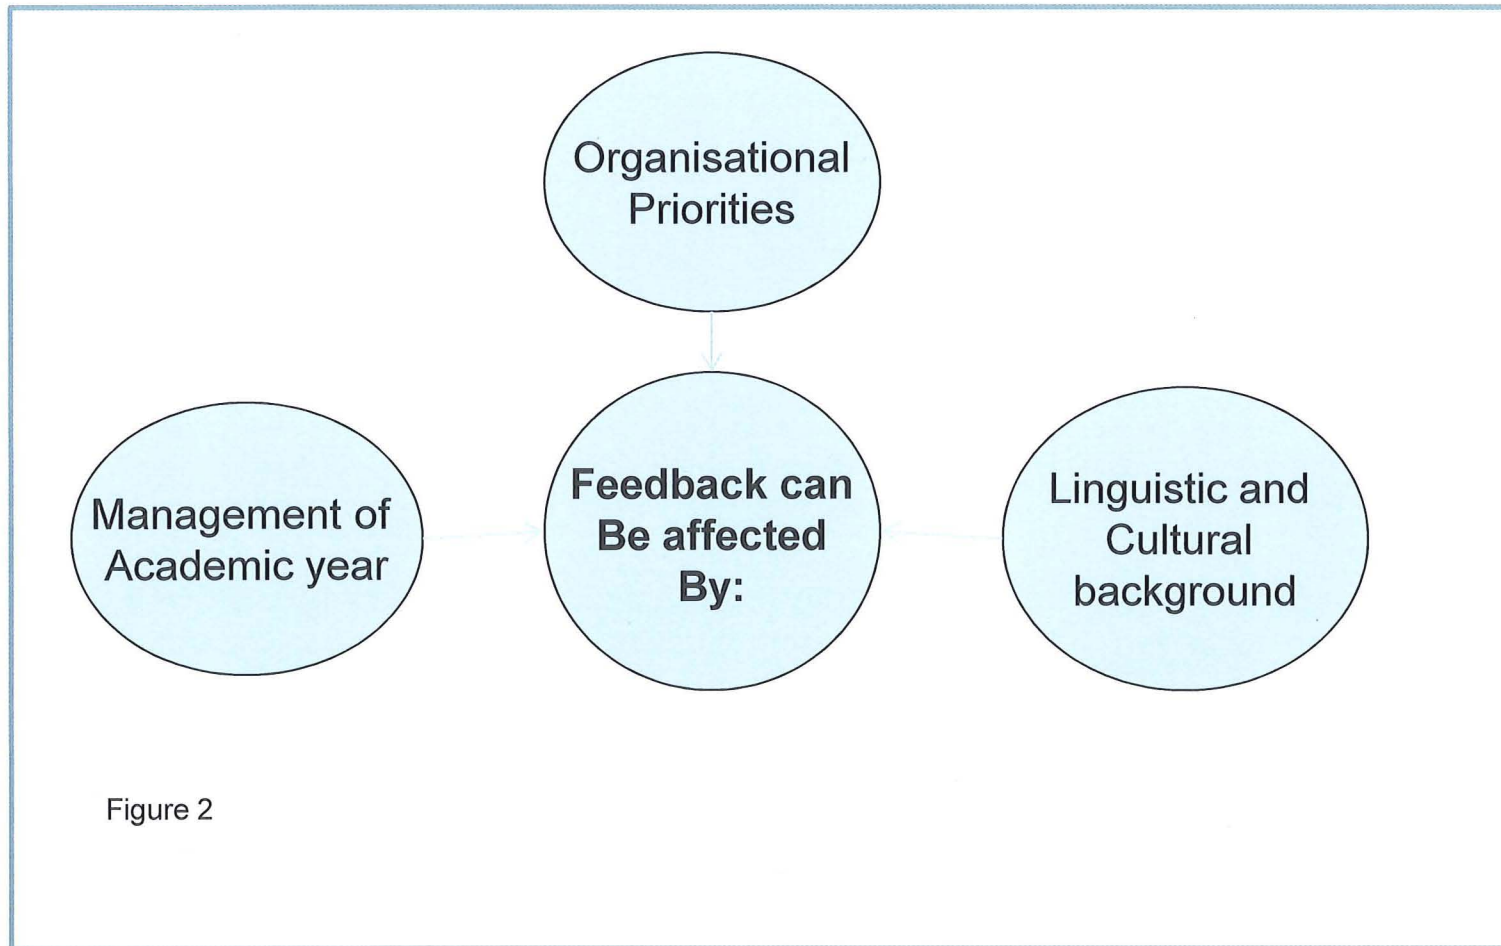 Organisational
Priorities
Management of
Academic year
Feedback can
Be affected
By:
Linguistic and
Cultural
background
Figure 2